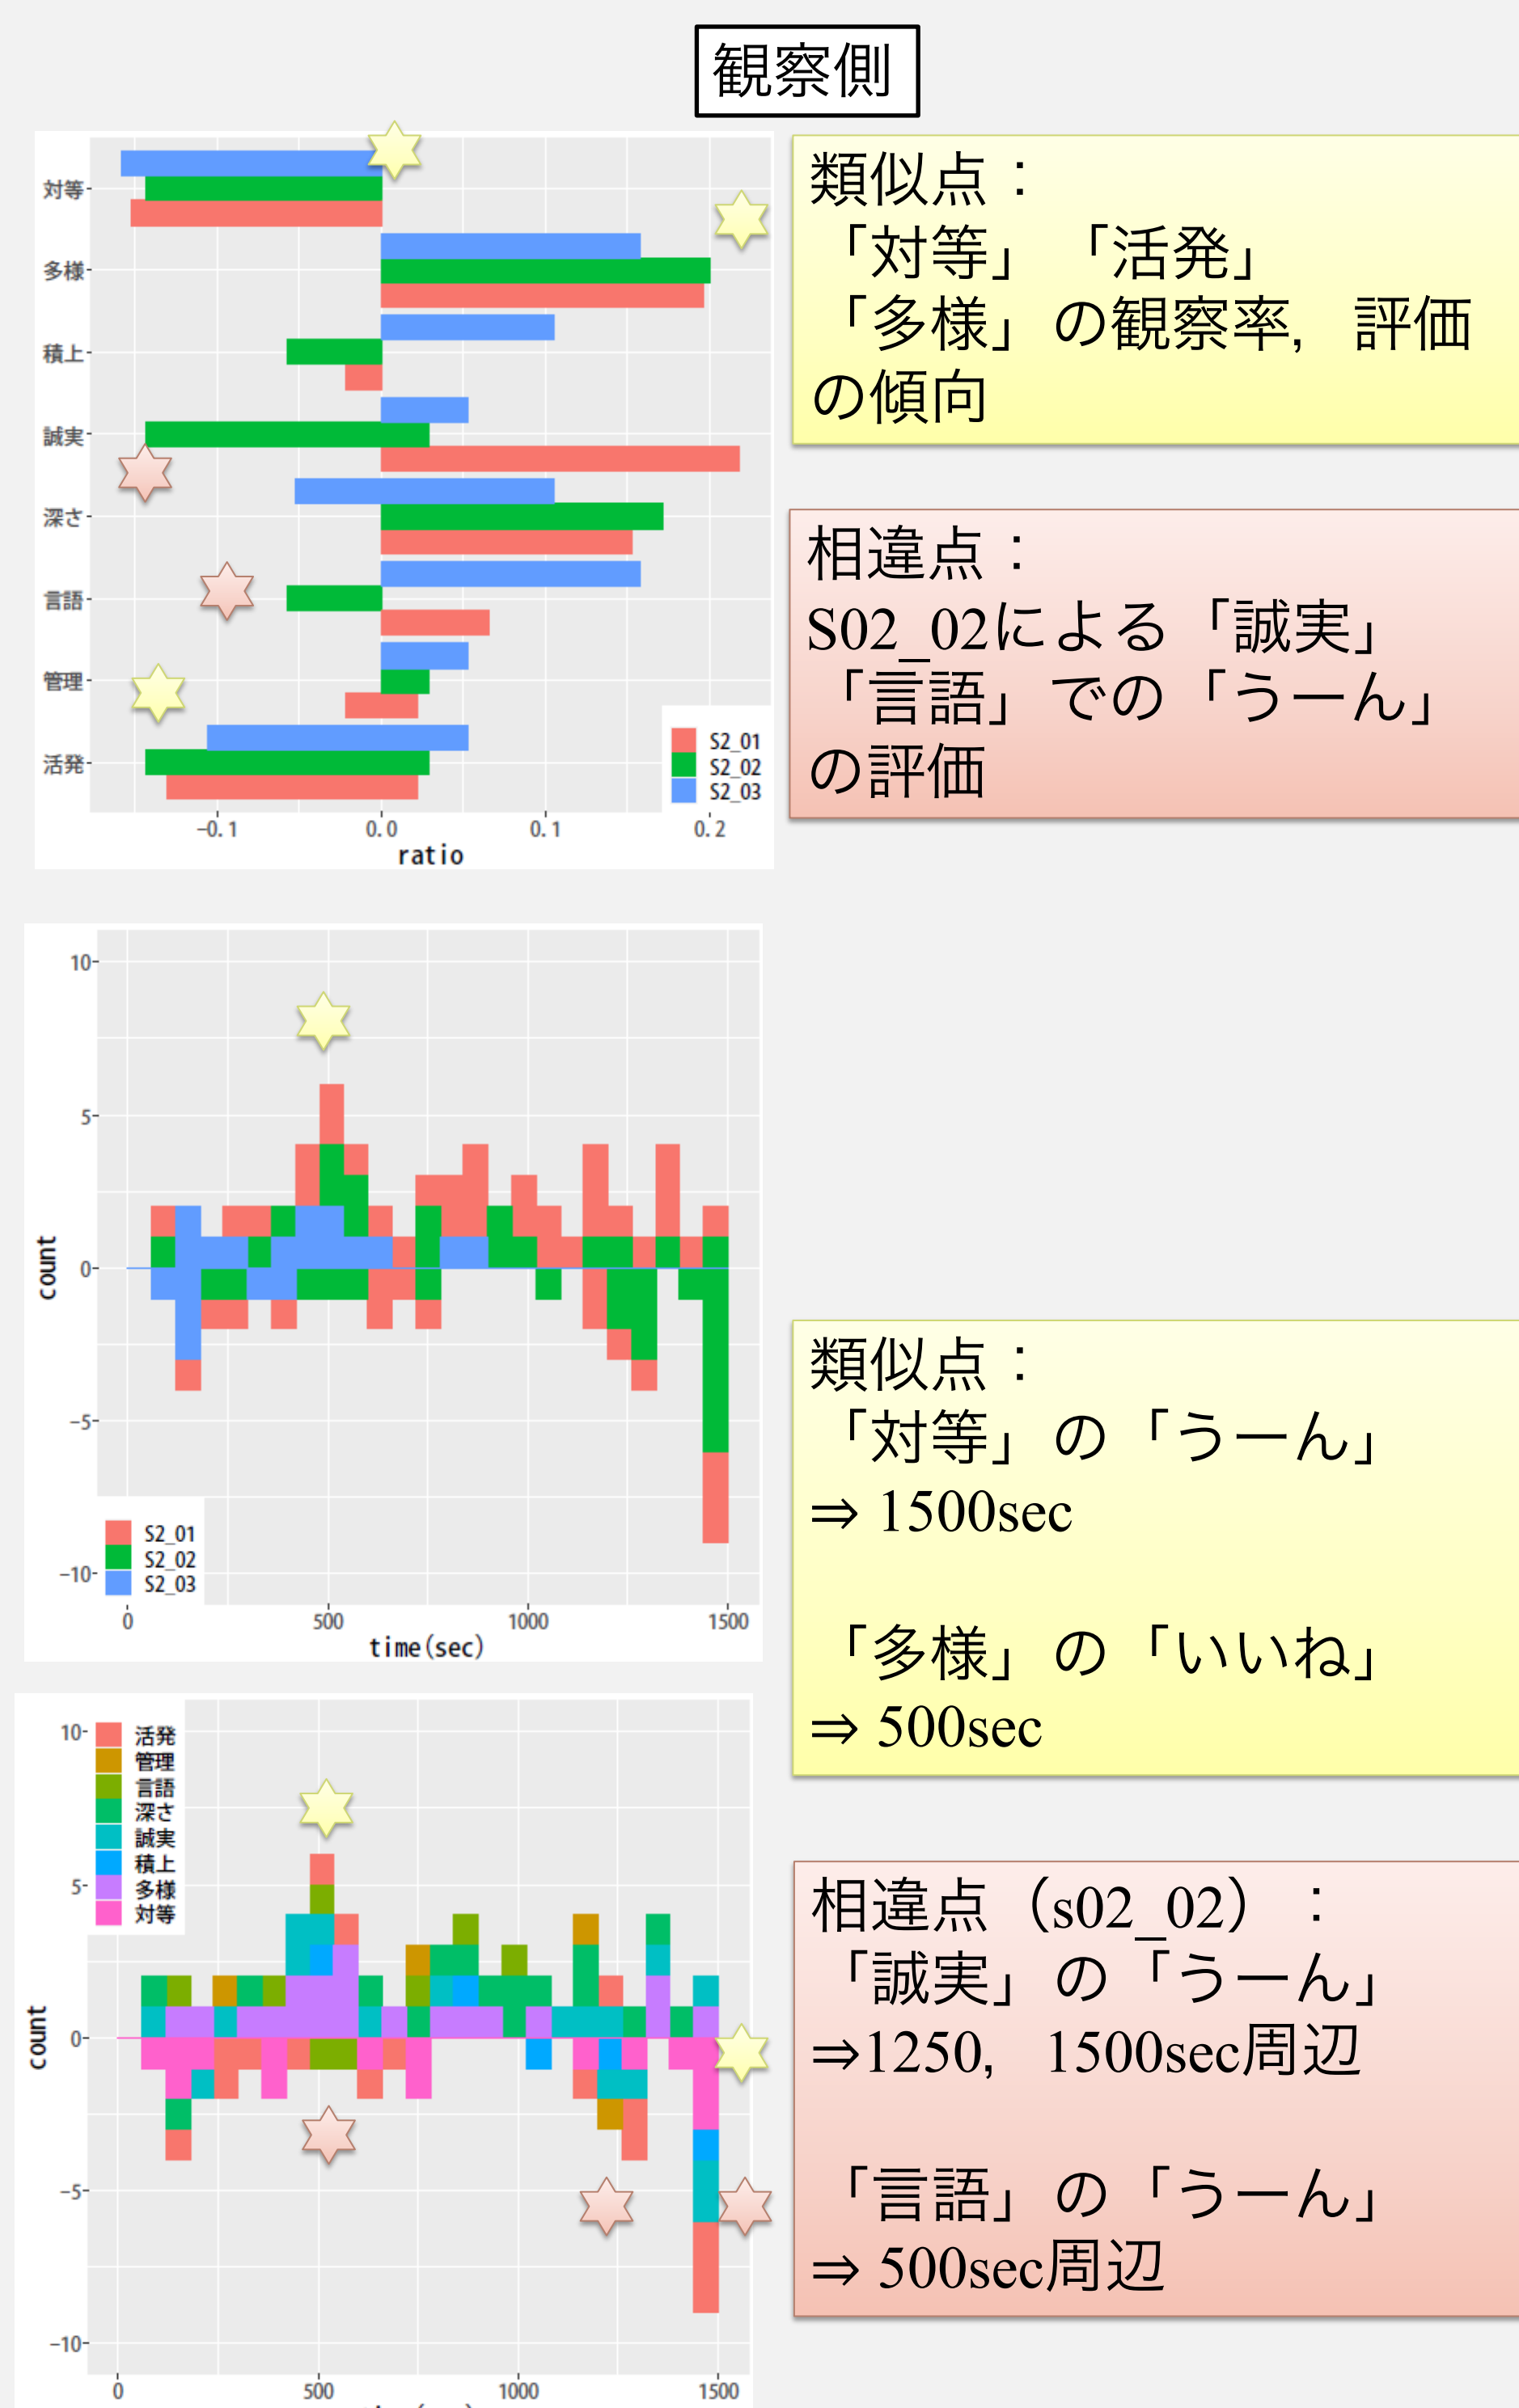 観察側
対等
多様
積上
誠実
深さ
言語
管理
活発
S2_01
S2_02
S2_03
-0.1
0.0
0.1
0.2
ratio
類似点：
「対等」「活発」
「多様」の観察率, 評価
の傾向
相違点：
S02_02による「誠実」
「言語」での「うーん」
の評価
10
5
0
-5
-10
count
S2_01
S2_02
S2_03
0
500
1000
1500
time(sec)
類似点：
「対等」の「うーん」
⇒ 1500sec
「多様」の「いいね」
⇒ 500sec
10
5
0
-5
-10
count
活発
管理
言語
深さ
誠実
積上
多様
対等
0
500
1000
1500
相違点（s02_02）：
「誠実」の「うーん」
⇒1250, 1500sec周辺
「言語」の「うーん」
⇒ 500sec周辺